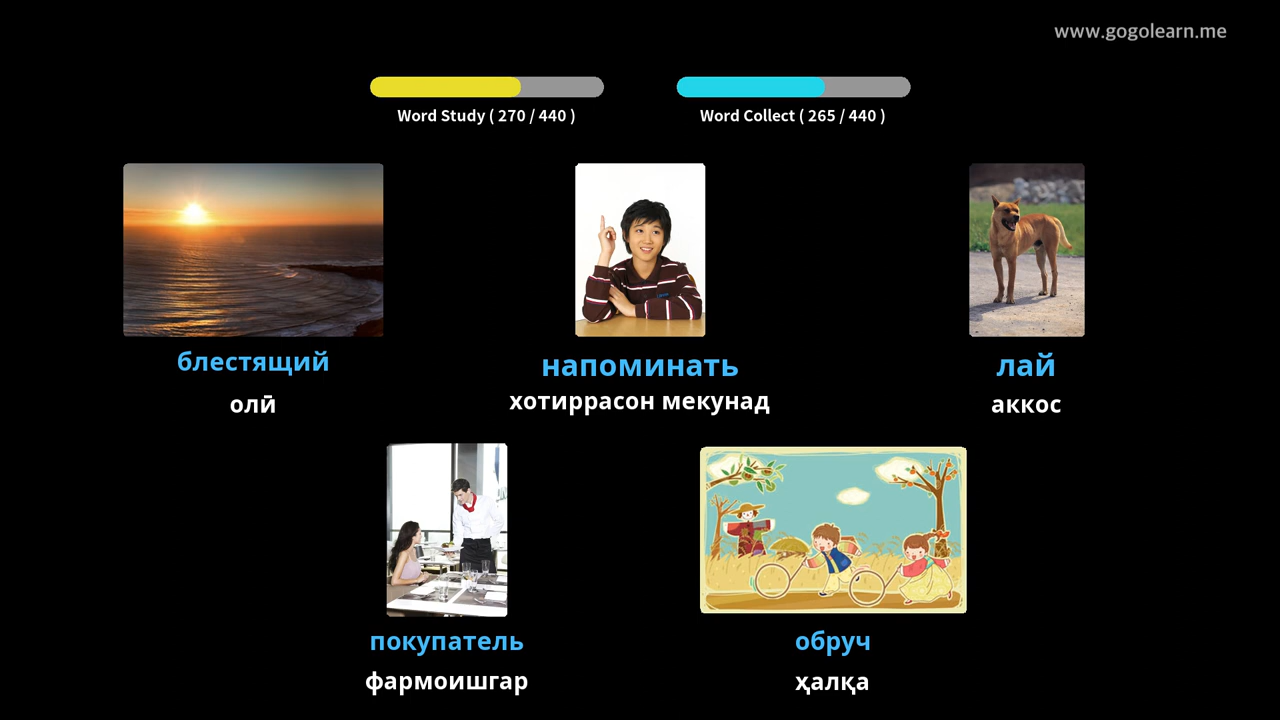 www.gogolearn.me
Word Study ( 270 / 440 )
Word Collect ( 265 / 440 )
блестящий
олӣ
напоминать
хотиррасон мекунад
лай
аккос
покупатель
фармоишгар
обруч
ҳалқа